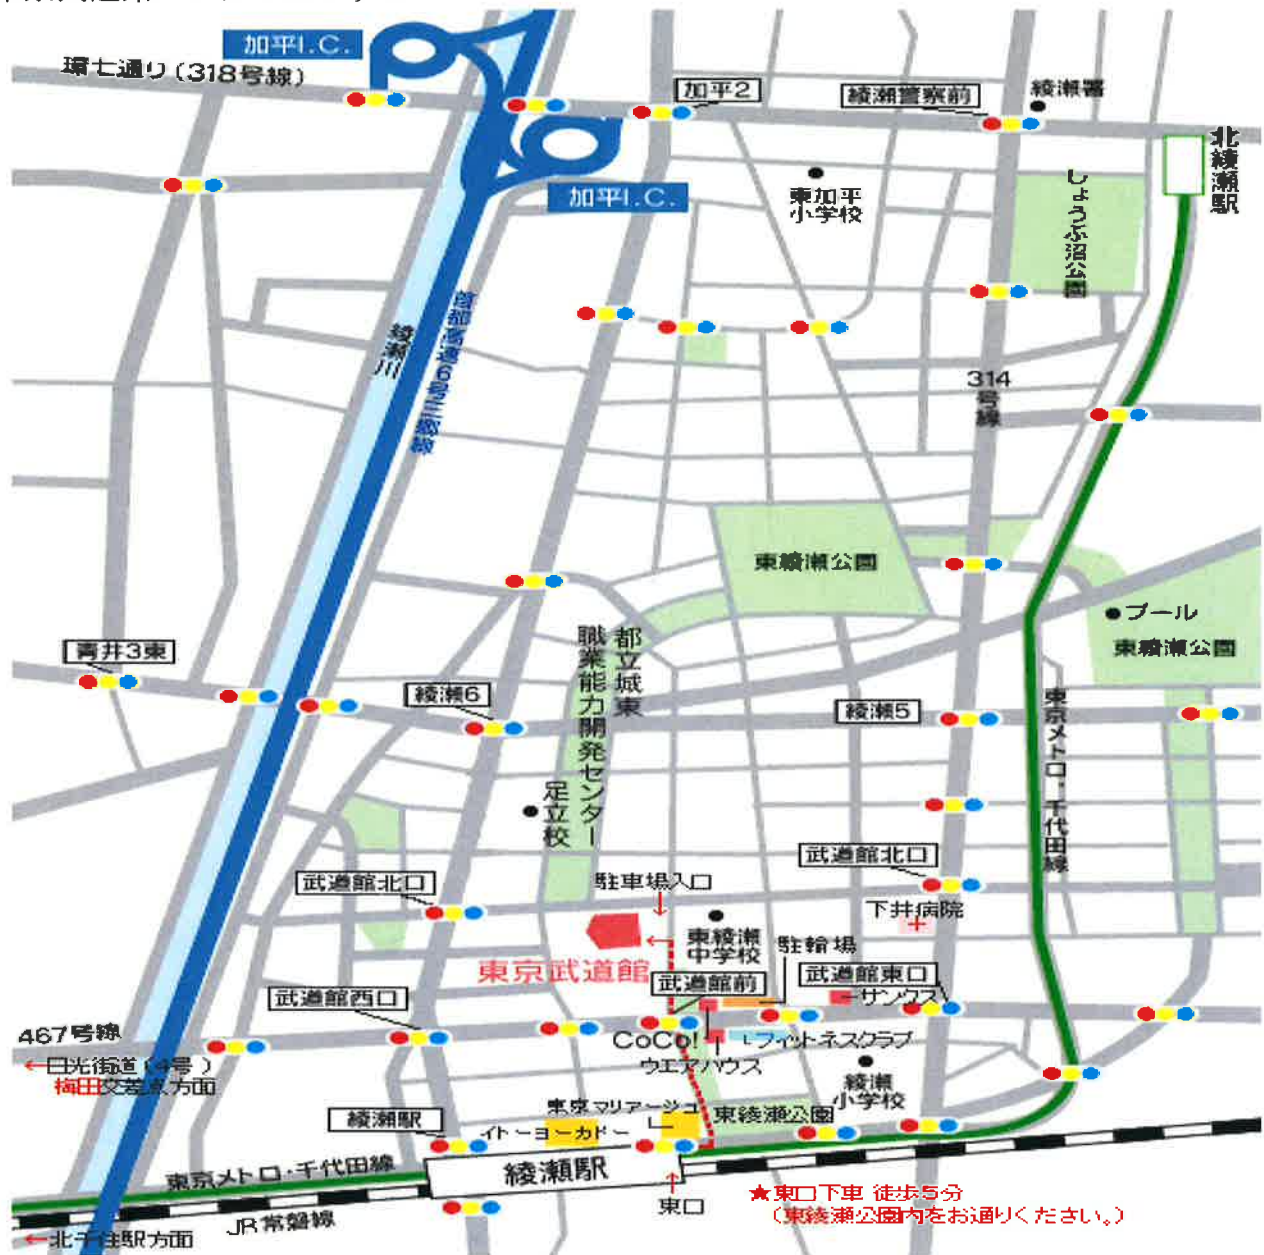 加平I.C.
環七通り(318号線)
加平2
綾瀬警察前
綾瀬署
北綾瀬駅
加平I.C.
東加平
小学校
しょうぶ沼公園
綾瀬川
首都高速6号三郷線
314号線
東綾瀬公園
プール
東綾瀬公園
青井3東
綾瀬6
都立城東
職業能力開発センター
足立校
綾瀬5
東京メトロ・千代田線
武道館北口
武道館北口
駐車場入口
下井病院
東綾瀬
中学校
駐輪場
東京武道館
武道館前
武道館東口
サンクス
武道館西口
467号線
CoCo!
フィットネスクラブ
ウエアハウス
←日光街道(4号)
梅田交差点方面
綾瀬
小学校
東京マリアージュ
東綾瀬公園
綾瀬駅
イトーヨーカドー
東京メトロ・千代田線
綾瀬駅
↑
東口
★東口下車 徒歩5分
(東綾瀬公園内をお通りください。)
JR常磐線
←北千住駅方面